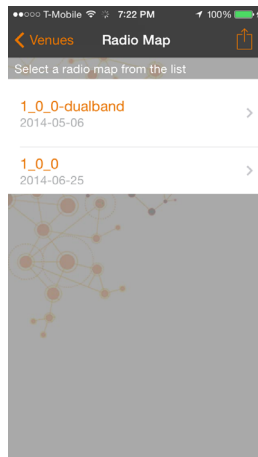 T-Mobile 7:22 PM 100%
Venues Radio Map
Select a radio map from the list
1_0_0-dualband
2014-05-06
1_0_0
2014-06-25